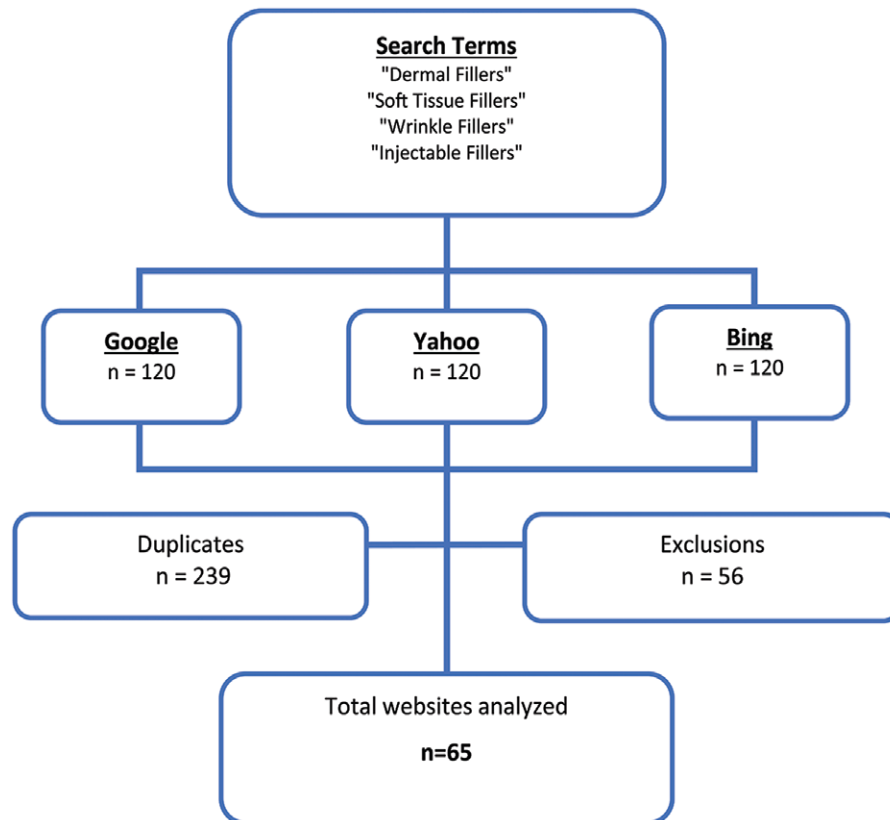 Search Terms
"Dermal Fillers"
"Soft Tissue Fillers"
"Wrinkle Fillers"
"Injectable Fillers"
Google
n = 120
Yahoo
n = 120
Bing
n = 120
Duplicates
n = 239
Exclusions
n = 56
Total websites analyzed
n=65